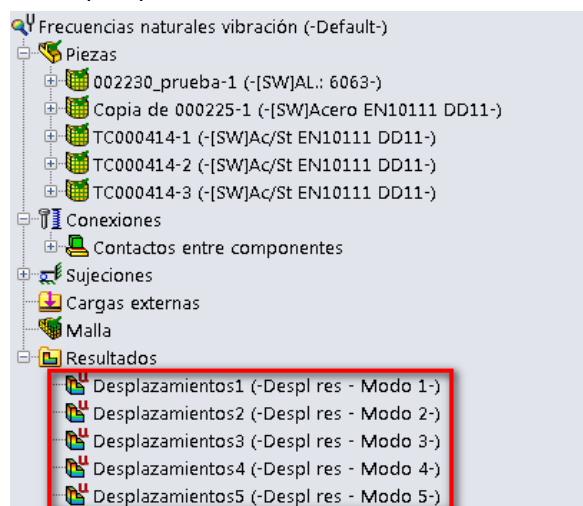 Frecuencias naturales vibración (-Default-)
Piezas
002230_prueba-1 (-[SW]AL.: 6063-)
Copia de 000225-1 (-[SW]Acero EN10111 DD11-)
TC000414-1 (-[SW]Ac/St EN10111 DD11-)
TC000414-2 (-[SW]Ac/St EN10111 DD11-)
TC000414-3 (-[SW]Ac/St EN10111 DD11-)
Conexiones
Contactos entre componentes
Sujeciones
Cargas externas
Malla
Resultados
Desplazamientos1 (-Despl res - Modo 1-)
Desplazamientos2 (-Despl res - Modo 2-)
Desplazamientos3 (-Despl res - Modo 3-)
Desplazamientos4 (-Despl res - Modo 4-)
Desplazamientos5 (-Despl res - Modo 5-)